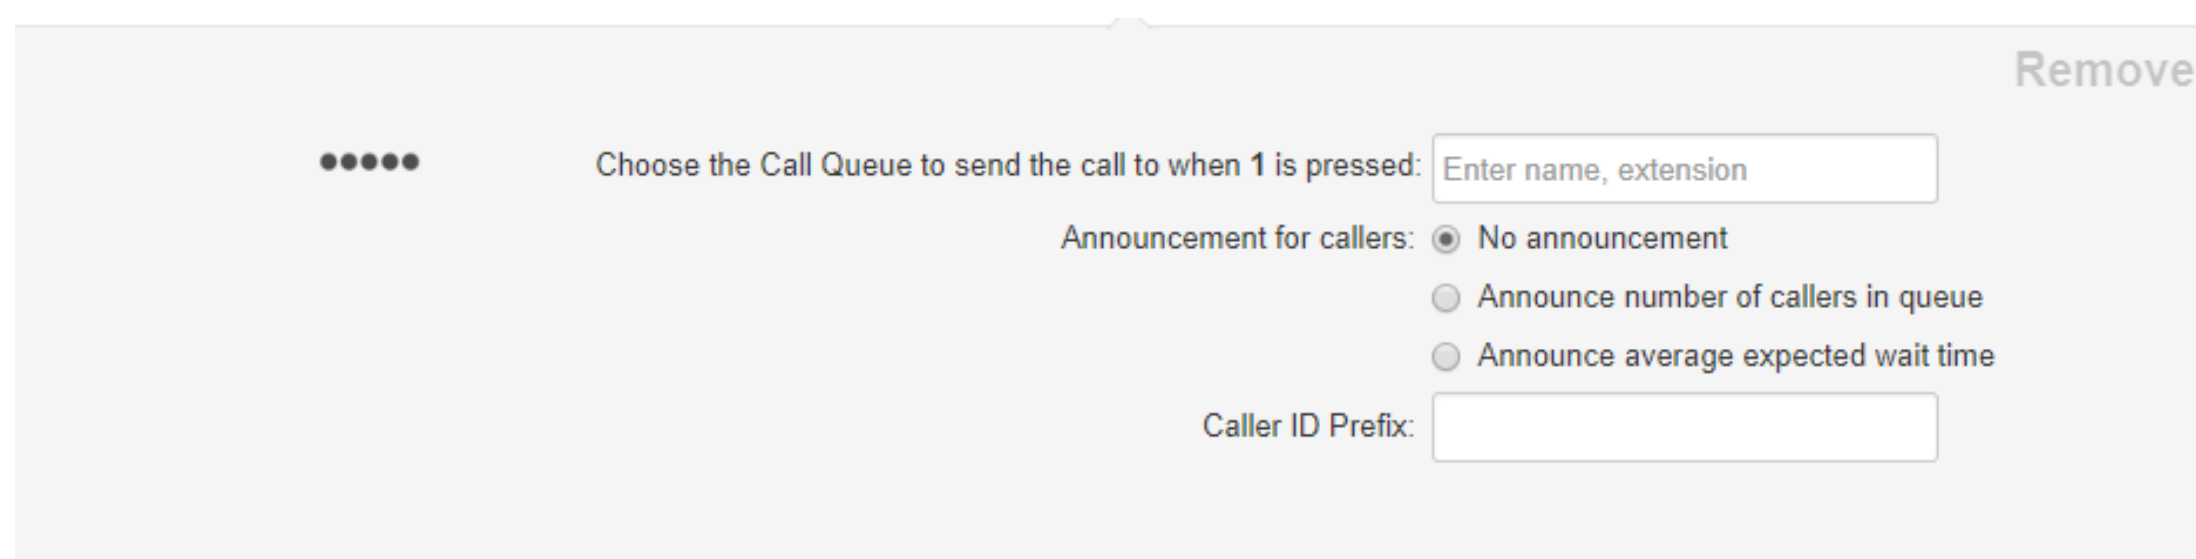 Remove
Choose the Call Queue to send the call to when 1 is pressed: Enter name, extension
Announcement for callers: No announcement
Announce number of callers in queue
Announce average expected wait time
Caller ID Prefix: